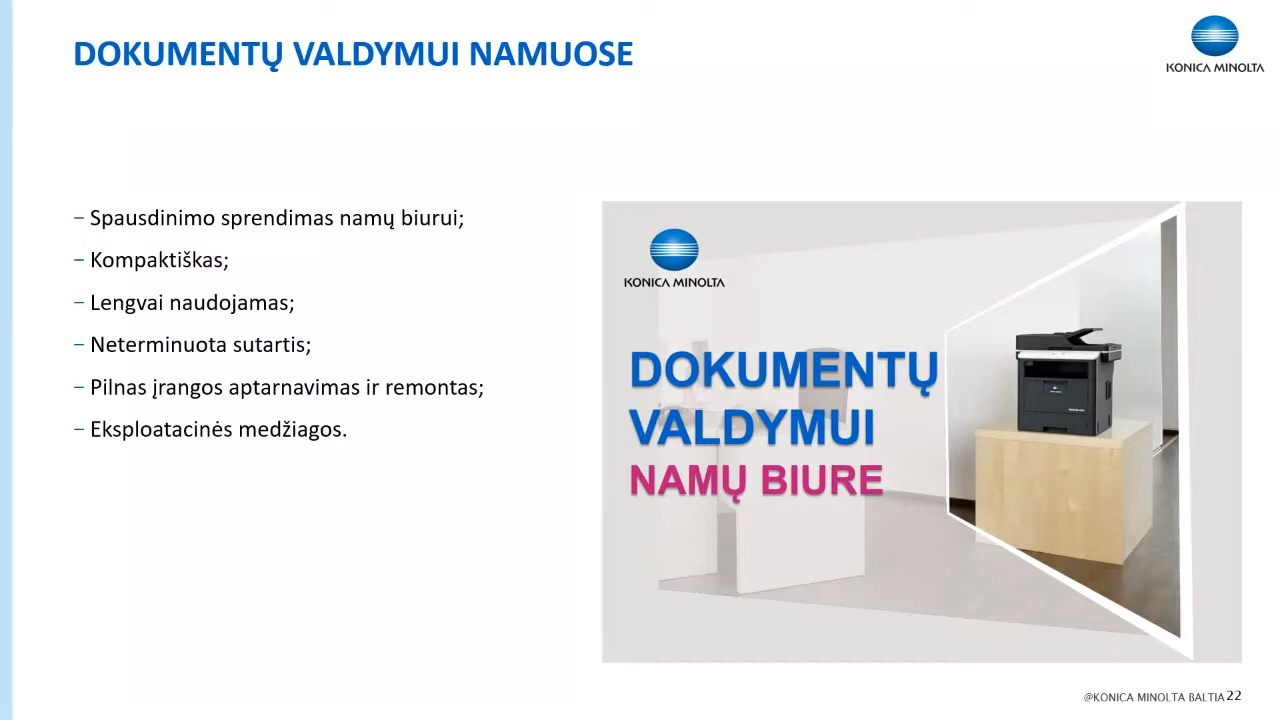 DOKUMENTŲ VALDYMUI NAMUOSE
KONICA MINOLTA
– Spausdinimo sprendimas namų biurui;
– Kompaktiškas;
– Lengvai naudojamas;
– Neterminuota sutartis;
– Pilnas įrangos aptarnavimas ir remontas;
– Eksploatacinės medžiagos.
KONICA MINOLTA
DOKUMENTŲ
VALDYMUI
NAMŲ BIURE
@KONICA MINOLTA BALTIA 22